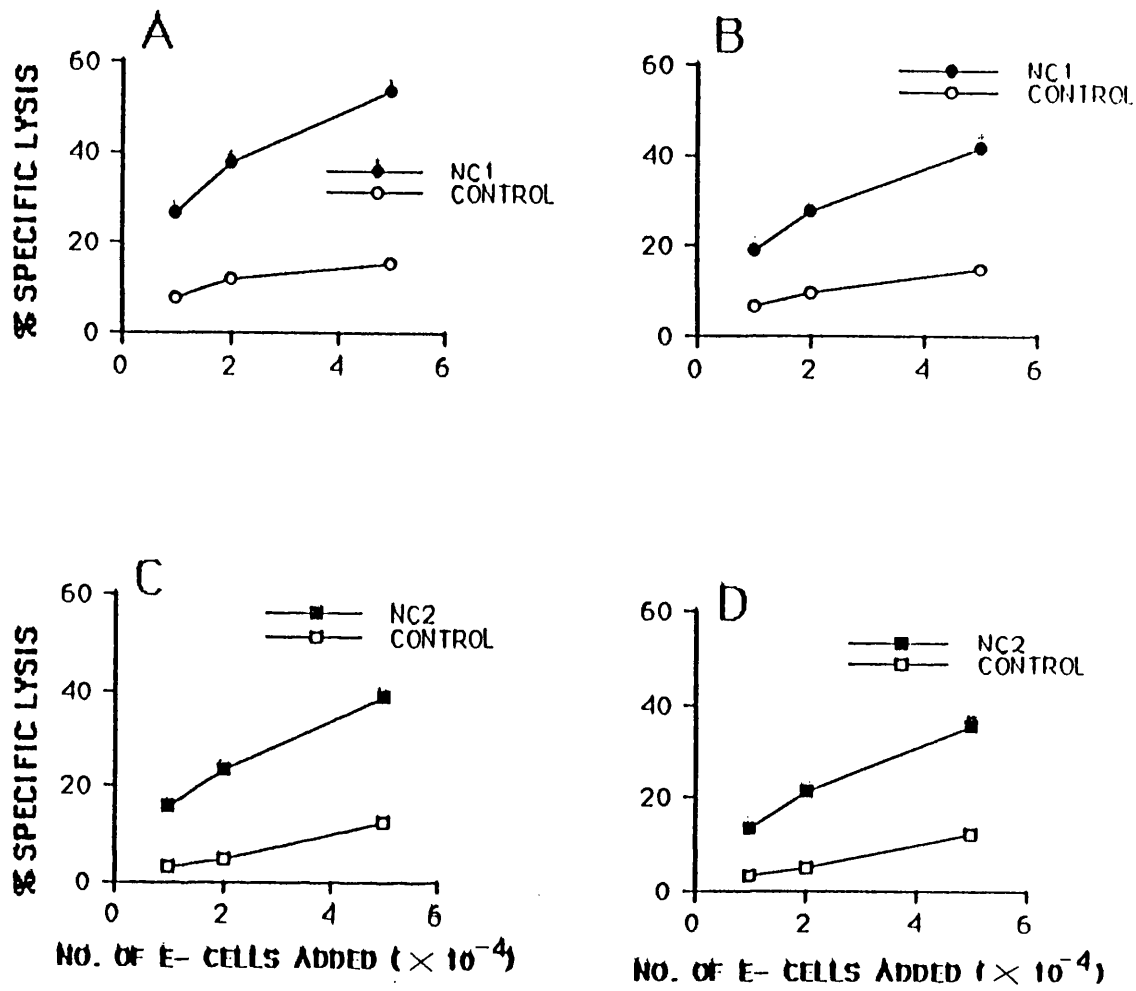 A
% SPECIFIC LYSIS
60
40
20
0
0 2 4 6
NC1
CONTROL
B
60
40
20
0
0 2 4 6
NC1
CONTROL
C
% SPECIFIC LYSIS
60
40
20
0
0 2 4 6
NC2
CONTROL
NO. OF E- CELLS ADDED (× 10⁻⁴)
D
60
40
20
0
0 2 4 6
NC2
CONTROL
NO. OF E- CELLS ADDED (× 10⁻⁴)